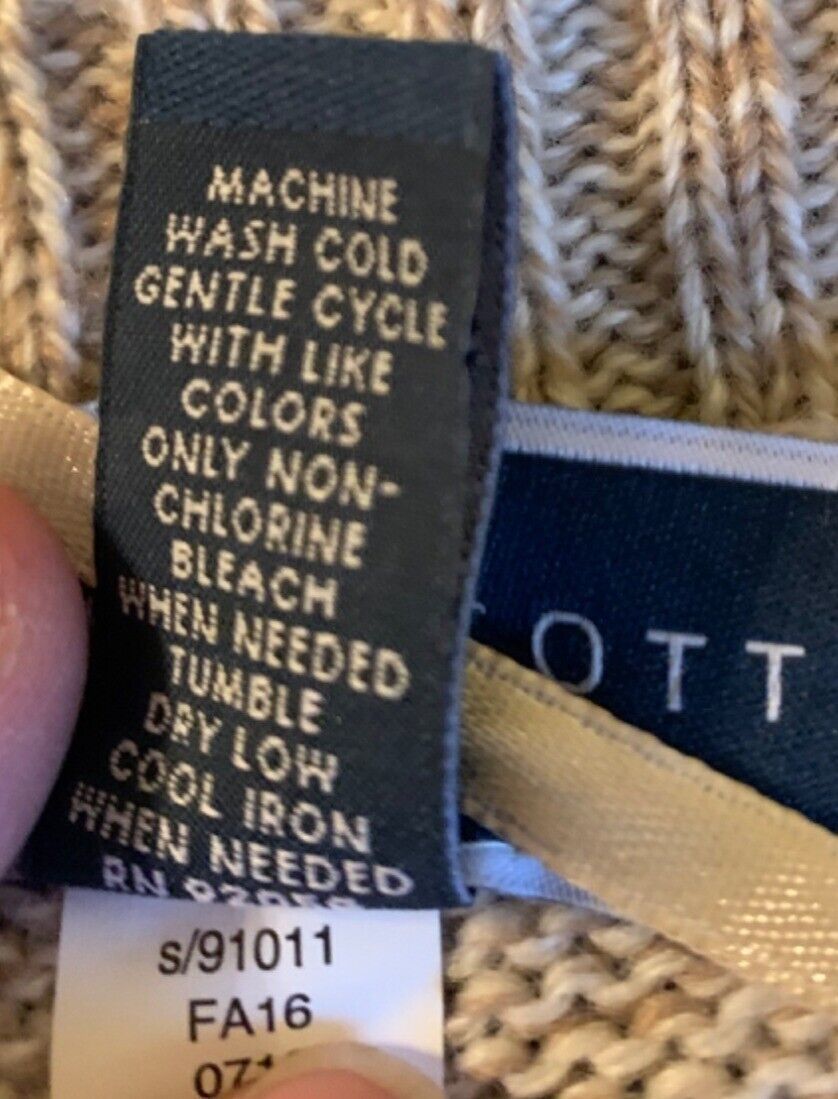 MACHINE
WASH COLD
GENTLE CYCLE
WITH LIKE
COLORS
ONLY NON-
CHLORINE
BLEACH
WHEN NEEDED
TUMBLE
DRY LOW
COOL IRON
WHEN NEEDED
RN
OTT
s/91011
FA16